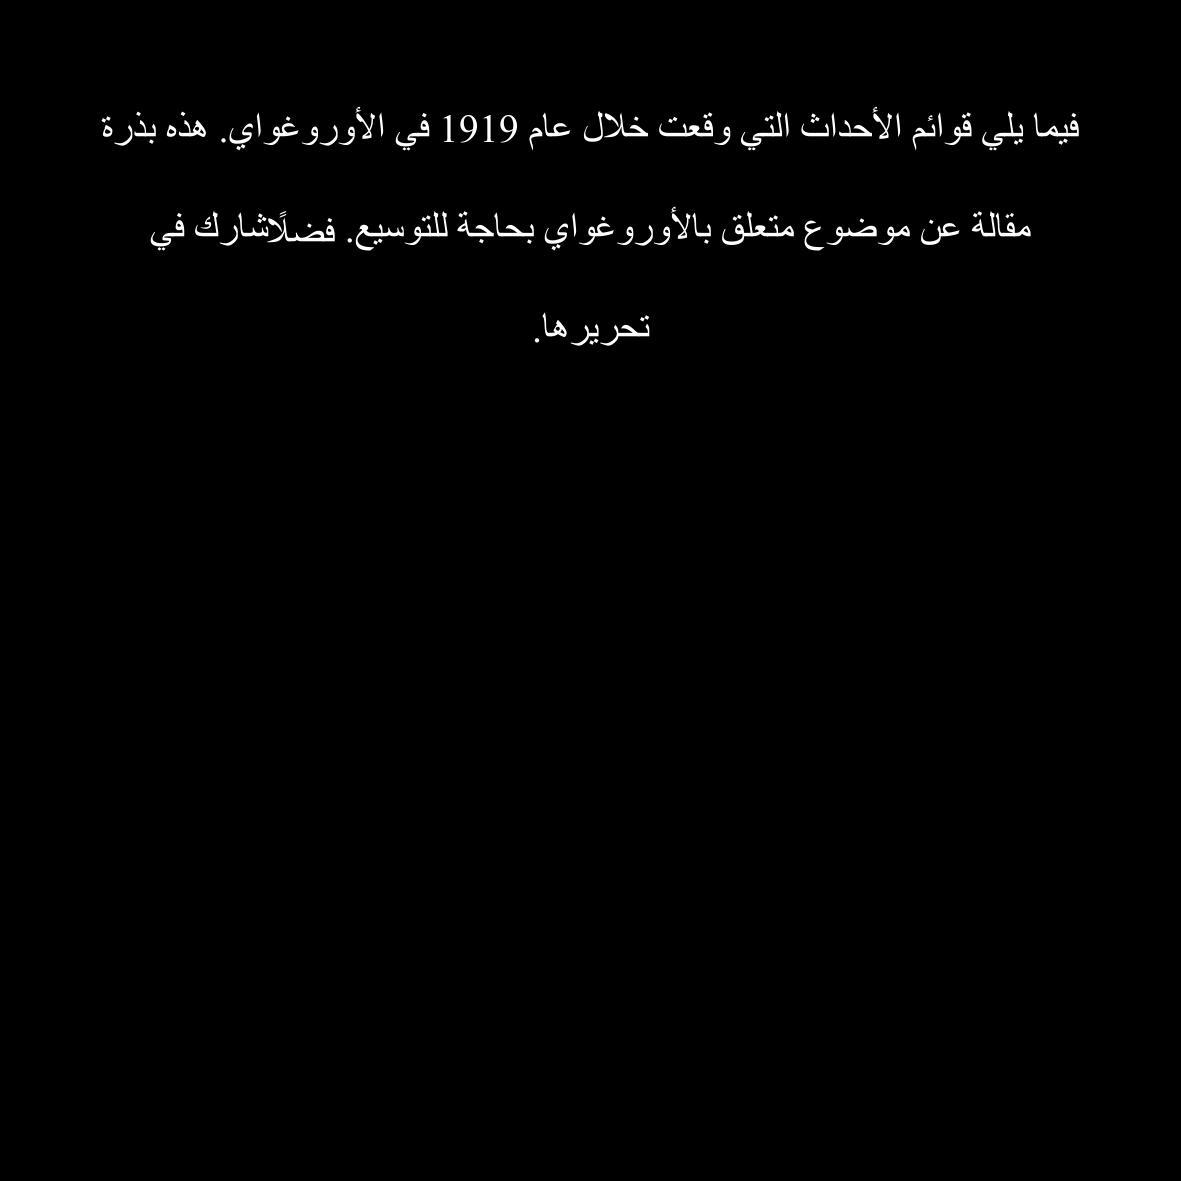 فيما يلي قوائم الأحداث التي وقعت خلال عام 1919 في الأوروغواي. هذه بذرة
مقالة عن موضوع متعلق بالأوروغواي بحاجة للتوسيع. فضلًاشارك في
تحريرها.